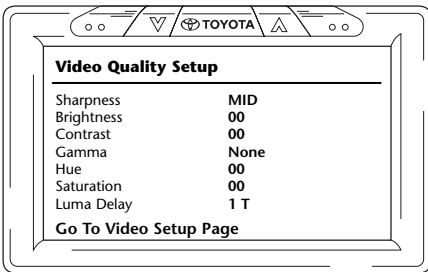 TOYOTA
Video Quality Setup
Sharpness MID
Brightness 00
Contrast 00
Gamma None
Hue 00
Saturation 00
Luma Delay 1 T
Go To Video Setup Page